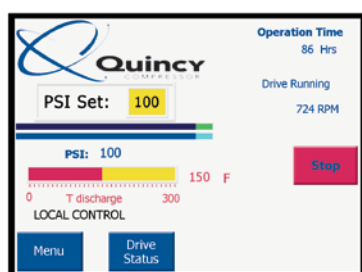 Quincy
COMPRESSOR
Operation Time
86 Hrs
PSI Set: 100
Drive Running
724 RPM
PSI: 100
Stop
150 F
0 'T' discharge 300
LOCAL CONTROL
Menu
Drive
Status